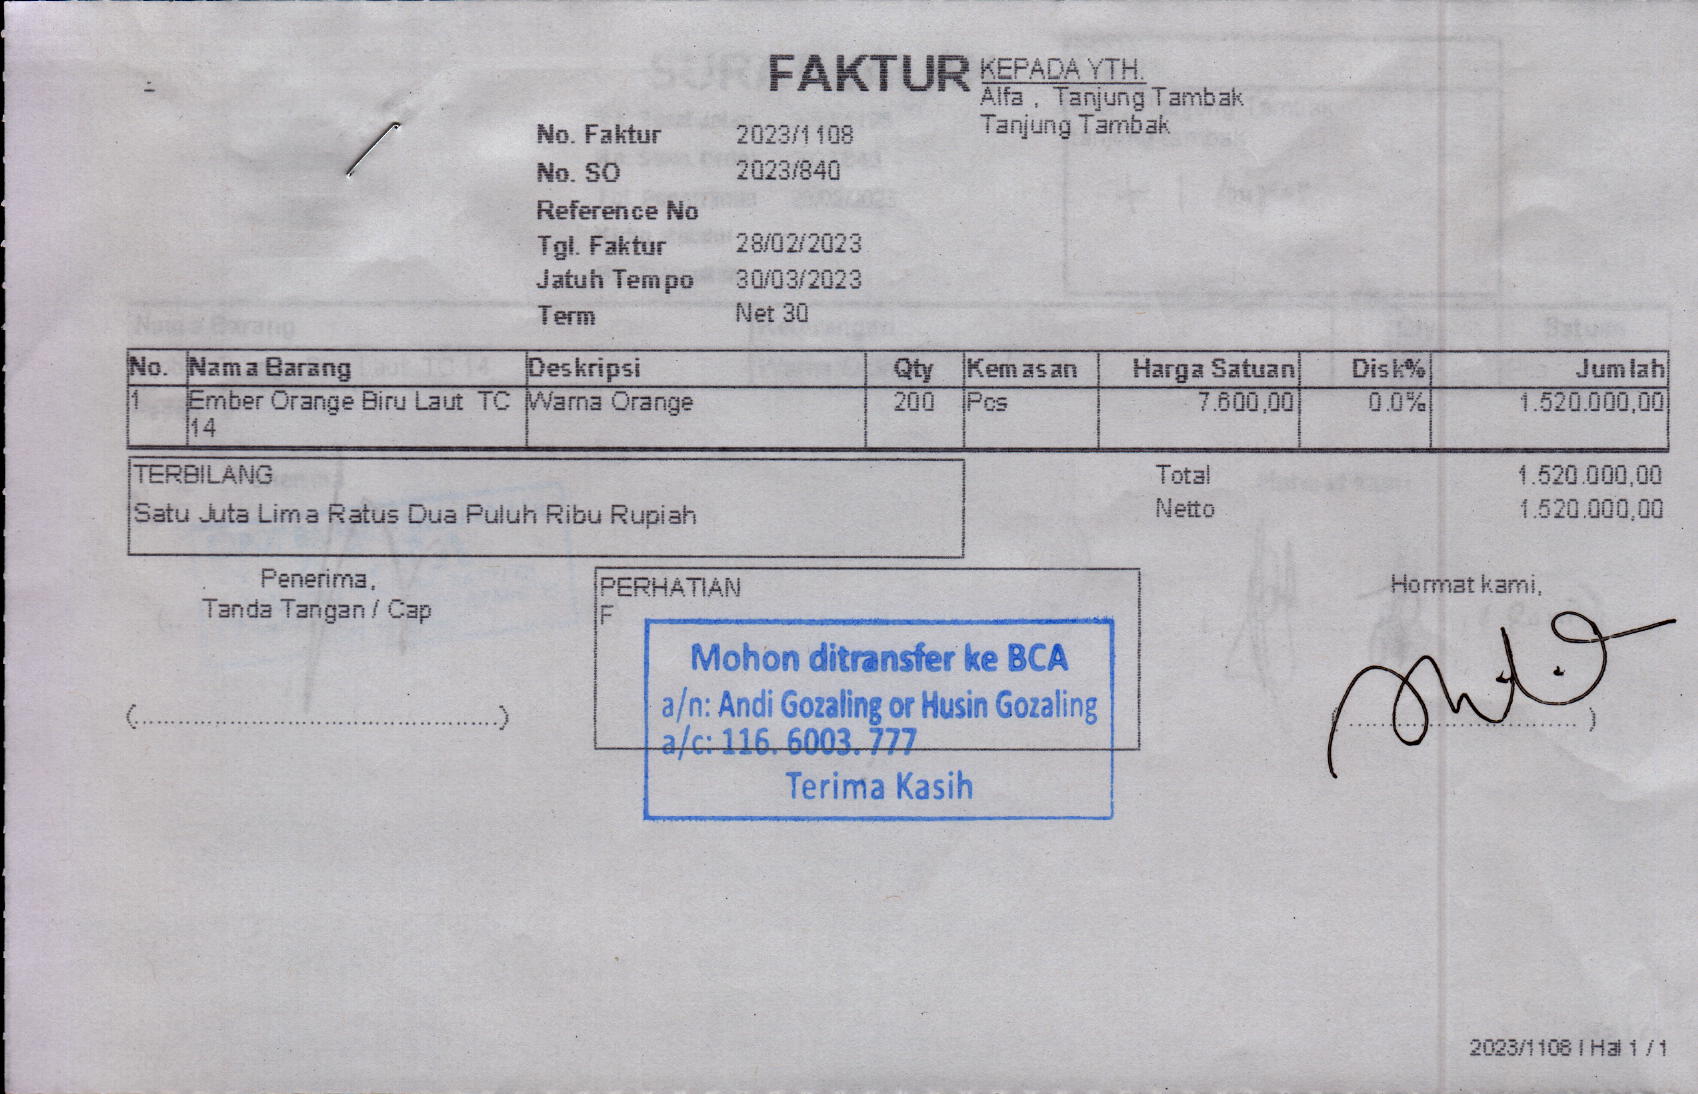 FAKTUR
KEPADA YTH.
Alfa , Tanjung Tambak
Tanjung Tambak
No. Faktur 2023/1108
No. SO 2023/840
Reference No
Tgl. Faktur 28/02/2023
Jatuh Tempo 30/03/2023
Term Net 30
No. Nama Barang Deskripsi Qty Kemasan Harga Satuan Disk% Jumlah
1 Ember Orange Biru Laut TC Warna Orange 200 Pcs 7.600,00 0.0% 1.520.000,00
14
TERBILANG
Satu Juta Lima Ratus Dua Puluh Ribu Rupiah
Total 1.520.000,00
Netto 1.520.000,00
Penerima,
Tanda Tangan / Cap
(..................................................)
PERHATIAN
F
Mohon ditransfer ke BCA
a/n: Andi Gozaling or Husin Gozaling
a/c: 116. 6003. 777
Terima Kasih
Hormat kami,
2023/1108 | Hal 1 / 1